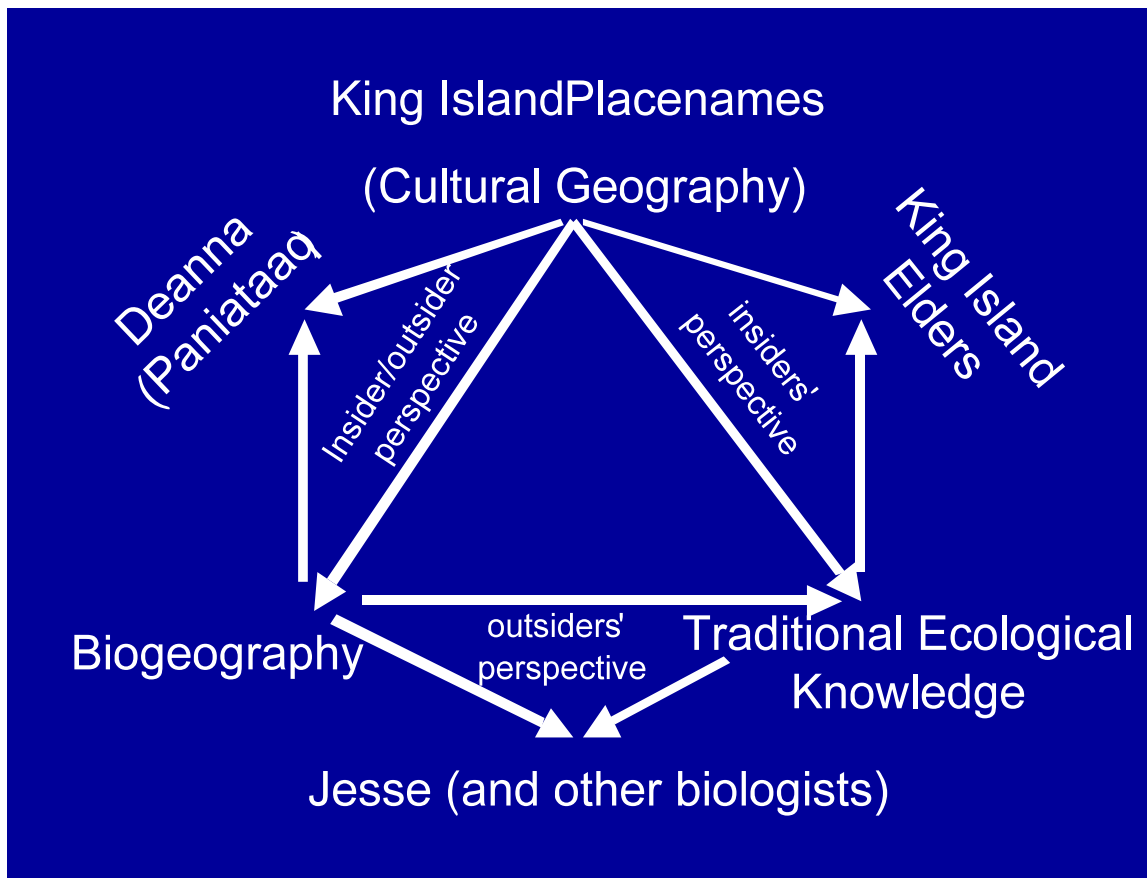 King IslandPlacenames
(Cultural Geography)
Deanna
(Paniataaq)
King Island
Elders
Insider/outsider
perspective
insiders'
perspective
outsiders'
perspective
Biogeography
Traditional Ecological
Knowledge
Jesse (and other biologists)